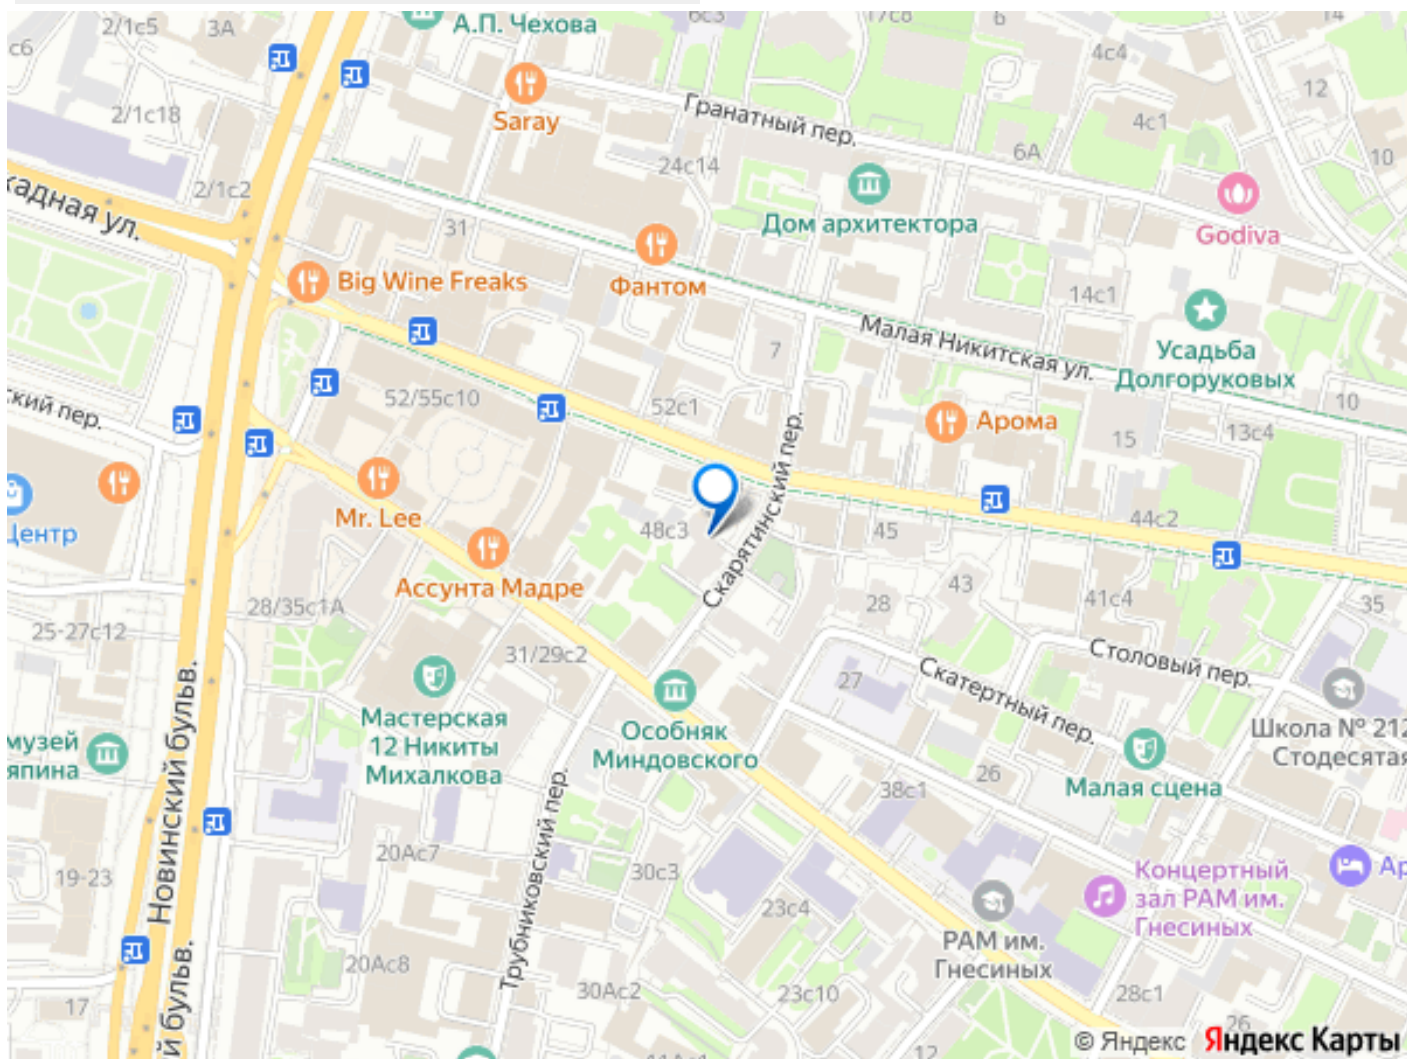 2/1с5
3А
А.П. Чехова
6с3
17с8
6
14
с6
4с4
12
2/1с18
Saray
Гранатный пер.
4с1
6А
10
24с14
2/1с2
кадная ул.
31
Дом архитектора
Godiva
Big Wine Freaks
Фантом
14с1
Малая Никитская ул.
7
Усадьба
Долгоруковых
ский пер.
52/55с10
52с1
Скарятинский пер.
Арома
10
15
13с4
Центр
Mr. Lee
48с3
45
44с2
Ассунта Мадре
43
28
41с4
35
28/35с1А
25-27с12
31/29с2
Столовый пер.
Скатертный пер.
27
Мастерская
12 Никиты
Михалкова
Особняк
Миндовского
Школа № 212
Стодесятая
музей
япина
26
Малая сцена
38с1
Новинский бульв.
Трубниковский пер.
20Ас7
19-23
30с3
23с4
Концертный
зал РАМ им.
Гнесиных
Ар
РАМ им.
Гнесиных
20Ас8
30Ас2
23с10
28с1
17
й бульв.
26
12
© Яндекс Яндекс Карты